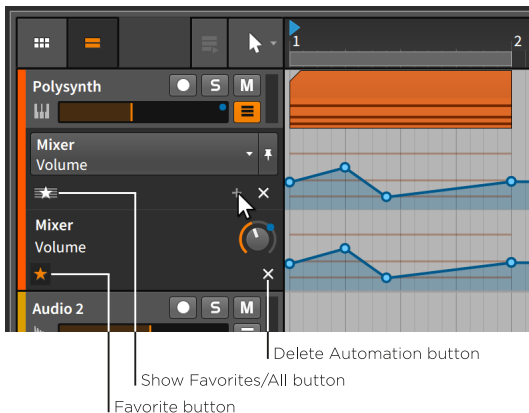 1
2
Polysynth
S
M
Mixer
Volume
Mixer
Volume
Audio 2
S
M
Delete Automation button
Show Favorites/All button
Favorite button